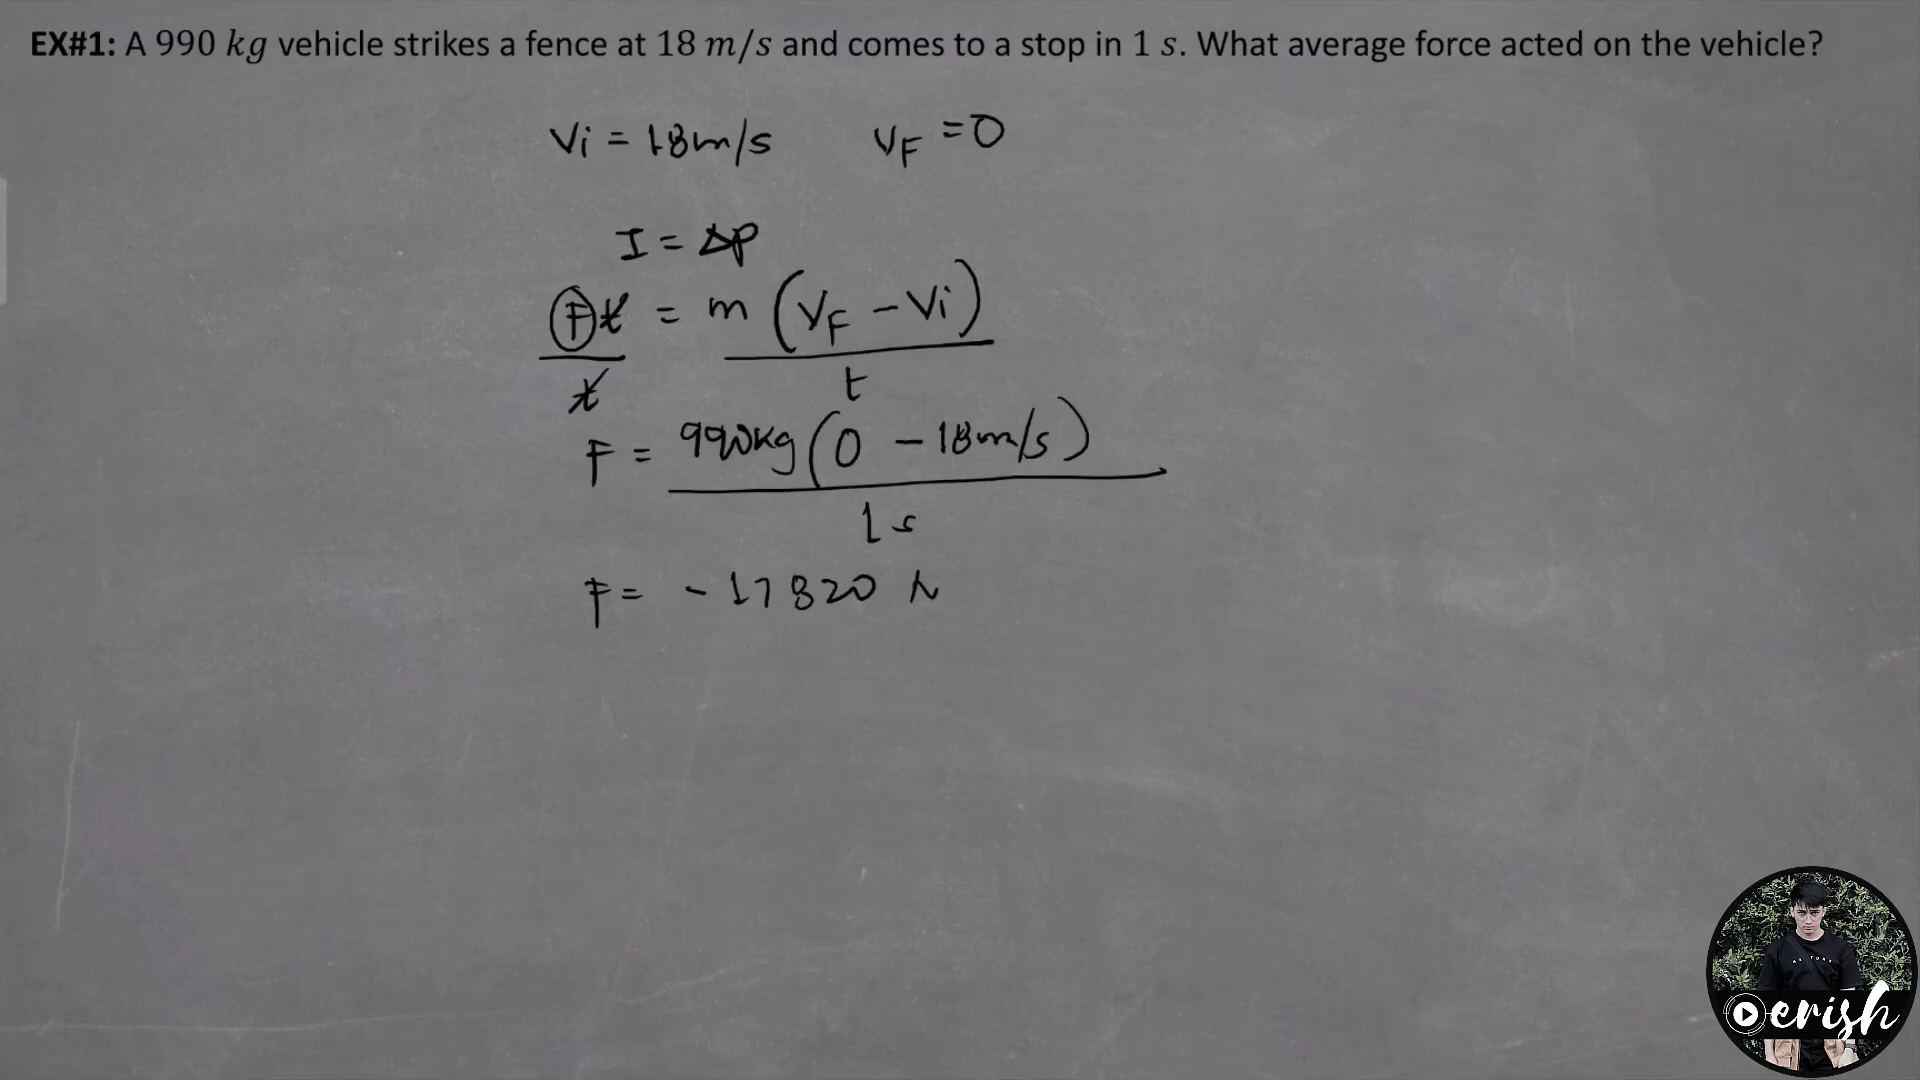 EX#1: A 990 kg vehicle strikes a fence at 18 m/s and comes to a stop in 1 s. What average force acted on the vehicle?
Vi = 18m/s VF = 0
I = Δp
Ft = m (VF - Vi)
t t
F = 990kg (0 - 18m/s)
1s
F = - 17820 N
erish